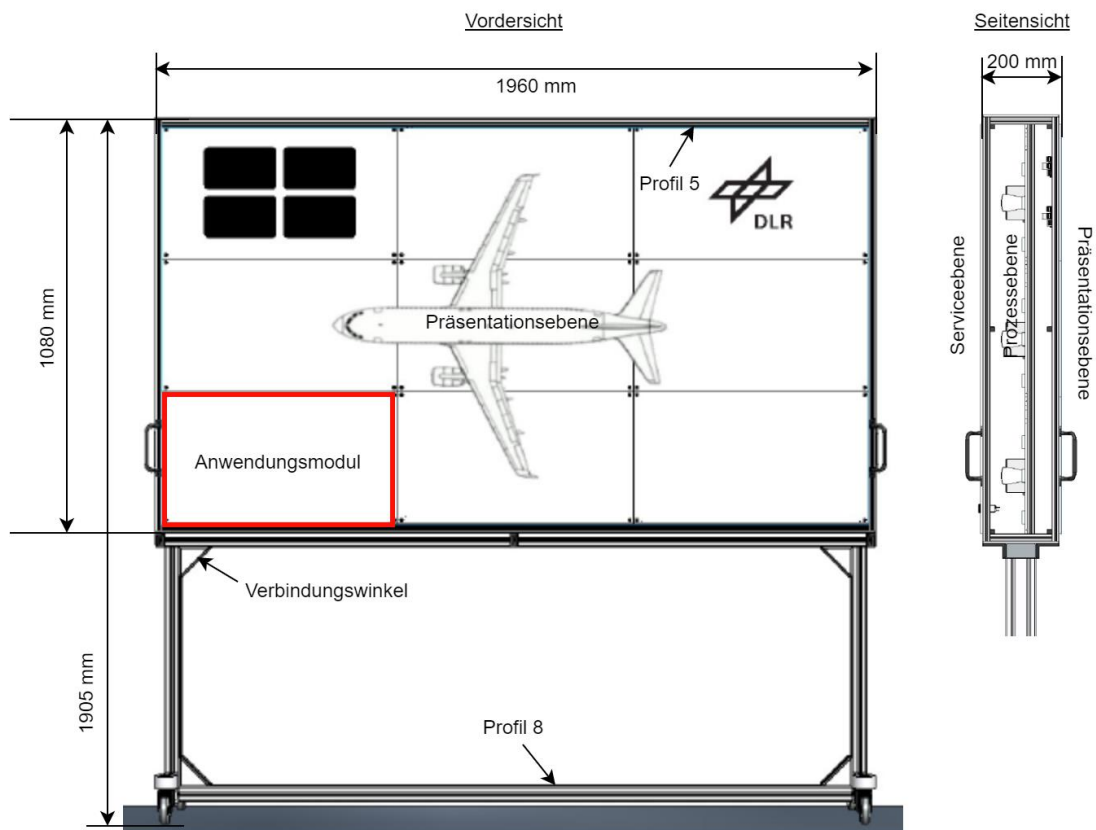 Vordersicht
Seitensicht
1960 mm
200 mm
Profil 5
DLR
1080 mm
Präsentationsebene
Serviceebene
Prozessebene
Präsentationsebene
Anwendungsmodul
Verbindungswinkel
1905 mm
Profil 8